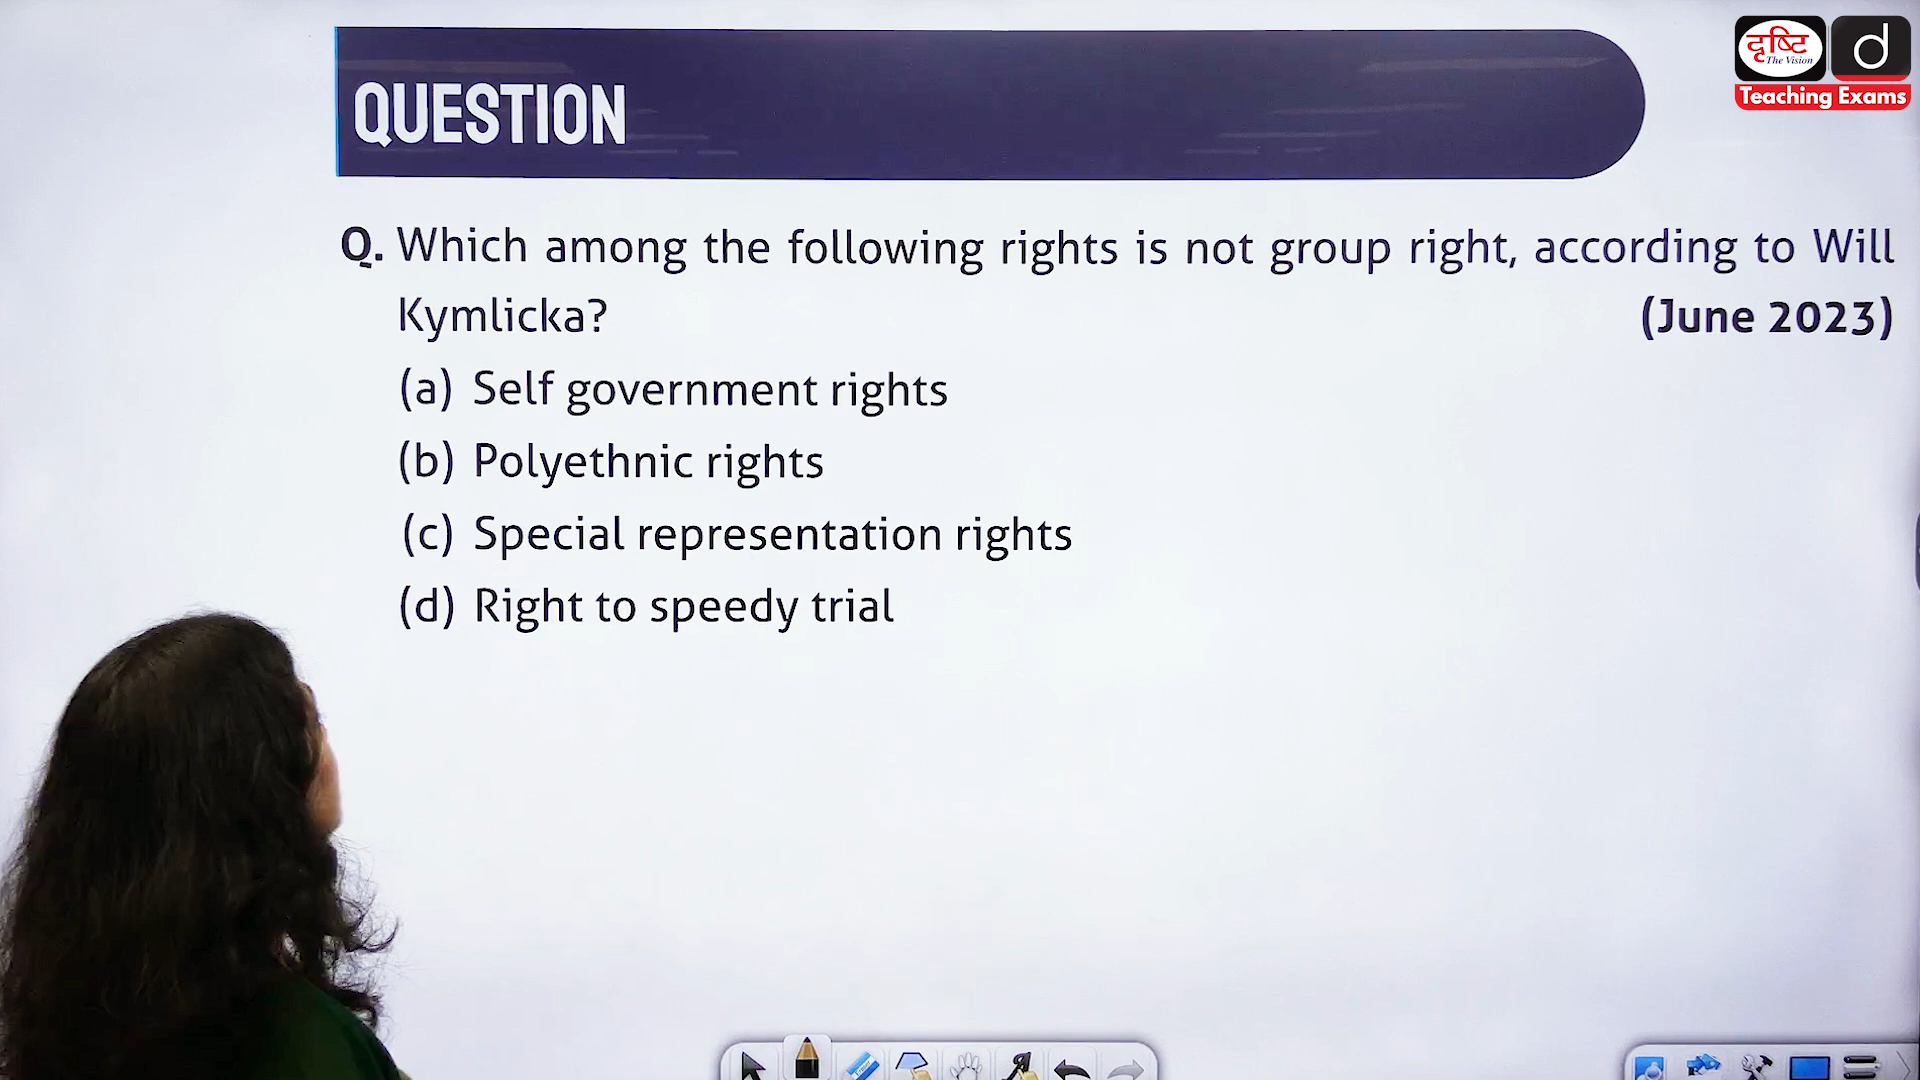 दृष्टि
The Vision
d
Teaching Exams
QUESTION
Q. Which among the following rights is not group right, according to Will
Kymlicka? (June 2023)
(a) Self government rights
(b) Polyethnic rights
(c) Special representation rights
(d) Right to speedy trial